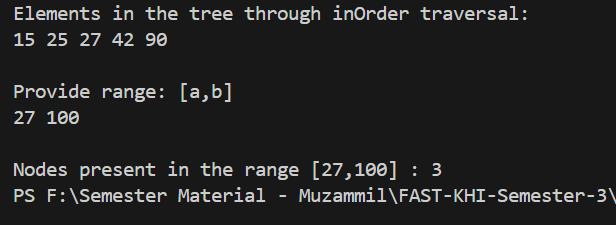 Elements in the tree through inOrder traversal:
15 25 27 42 90
Provide range: [a,b]
27 100
Nodes present in the range [27,100] : 3
PS F:\Semester Material - Muzammil\FAST-KHI-Semester-3\